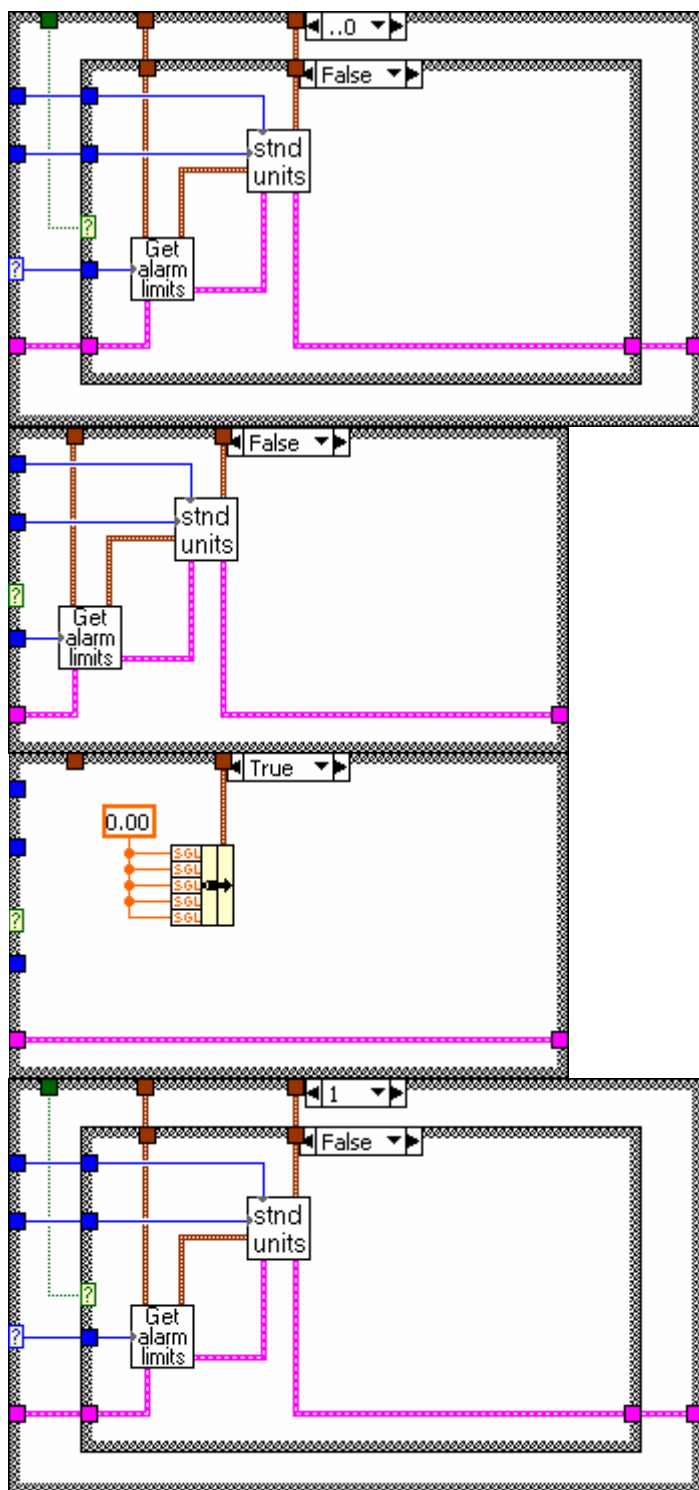 ..0
False
stnd
units
?
Get
alarm
limits
?
False
stnd
units
?
Get
alarm
limits
True
0.00
SGL
SGL
SGL
SGL
SGL
?
1
False
stnd
units
?
Get
alarm
limits
?